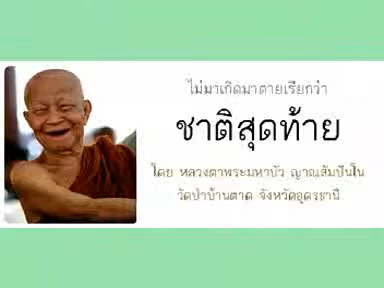 ไม่มาเกิดมาตายเรียกว่า
ชาติสุดท้าย
โดย หลวงตาพระมหาบัว ญาณสัมปันโน
วัดป่าบ้านตาด จังหวัดอุดรธานี